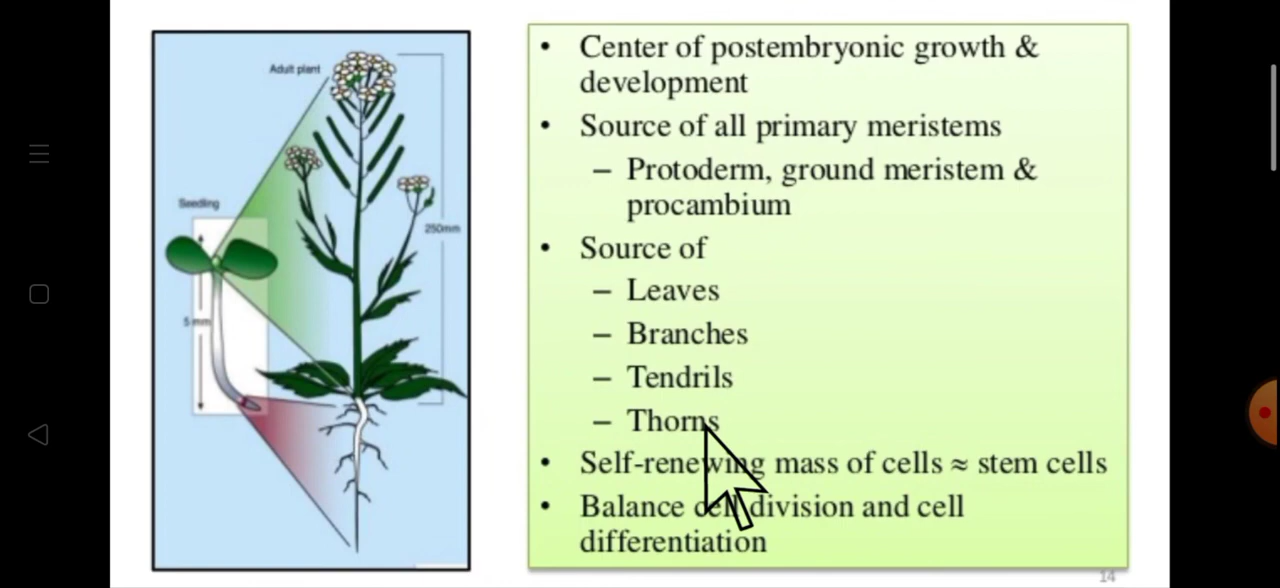 Adult plant
Seedling
250mm
5 mm
• Center of postembryonic growth &
development
• Source of all primary meristems
– Protoderm, ground meristem &
procambium
• Source of
– Leaves
– Branches
– Tendrils
– Thorns
• Self-renewing mass of cells ≈ stem cells
• Balance cell division and cell
differentiation
14